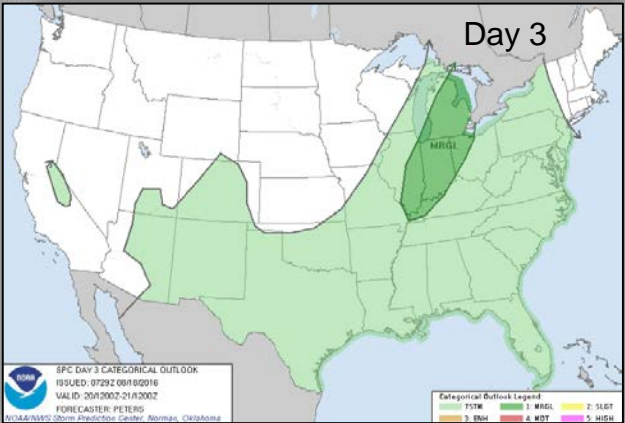 Day 3
MRGL
NOAA
SPC DAY 3 CATEGORICAL OUTLOOK
ISSUED: 0729Z 08/18/2016
VALID: 20/1200Z-21/1200Z
FORECASTER: PETERS
NOAA/NWS Storm Prediction Center, Norman, Oklahoma
Categorical Outlook Legend:
TSTM 1: MRGL 2: SLGT
3: ENH 4: MDT 5: HIGH